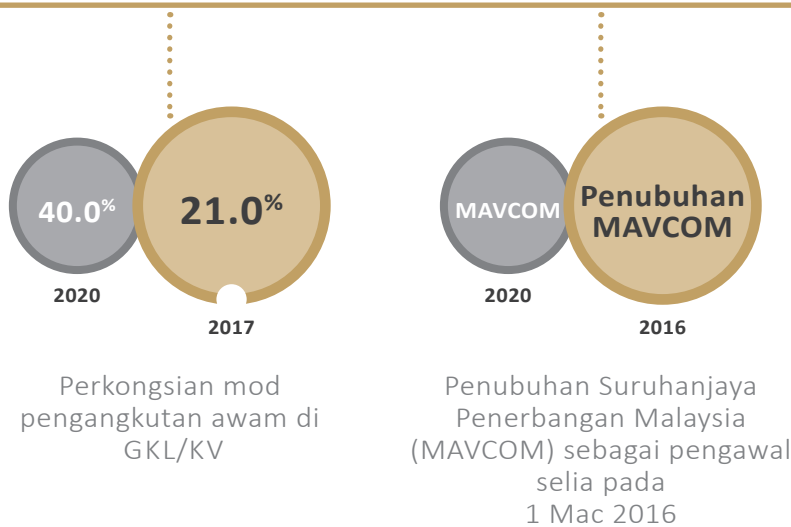 40.0%
21.0%
2020
2017
Perkongsian mod
pengangkutan awam di
GKL/KV
MAVCOM
Penubuhan
MAVCOM
2020
2016
Penubuhan Suruhanjaya
Penerbangan Malaysia
(MAVCOM) sebagai pengawal
selia pada
1 Mac 2016